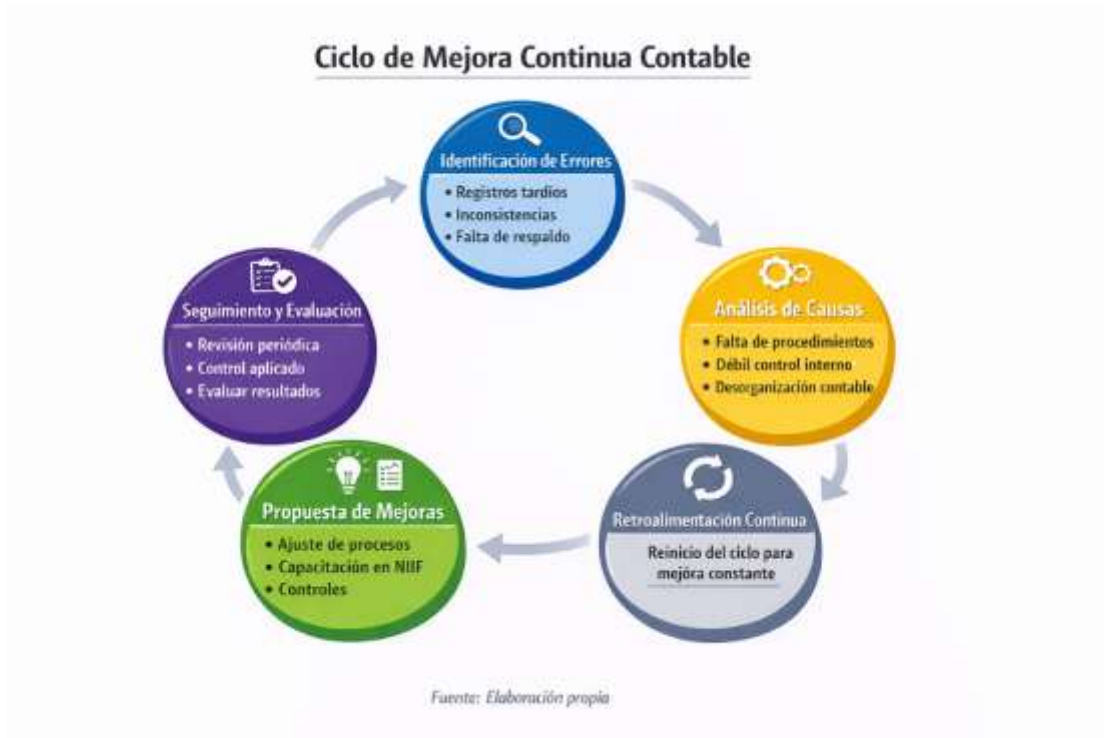 Ciclo de Mejora Continua Contable
Identificación de Errores
• Registros tardíos
• Inconsistencias
• Falta de respaldo
Análisis de Causas
• Falta de procedimientos
• Débil control interno
• Desorganización contable
Retroalimentación Continua
Reinicio del ciclo para
mejóra constante
Propuesta de Mejoras
• Ajuste de procesos
• Capacitación en NIIF
• Controles
Seguimiento y Evaluación
• Revisión periódica
• Control aplicado
• Evaluar resultados
Fuente: Elaboración propia